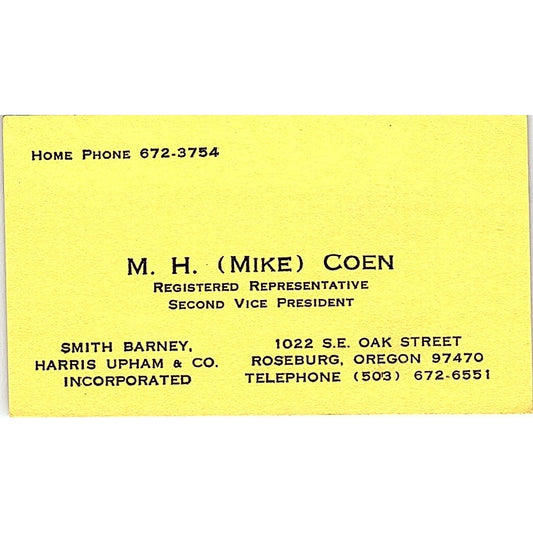 HOME PHONE 672-3754
M. H. (MIKE) COEN
REGISTERED REPRESENTATIVE
SECOND VICE PRESIDENT
SMITH BARNEY,
HARRIS UPHAM & CO.
INCORPORATED
1022 S.E. OAK STREET
ROSEBURG, OREGON 97470
TELEPHONE (503) 672-6551